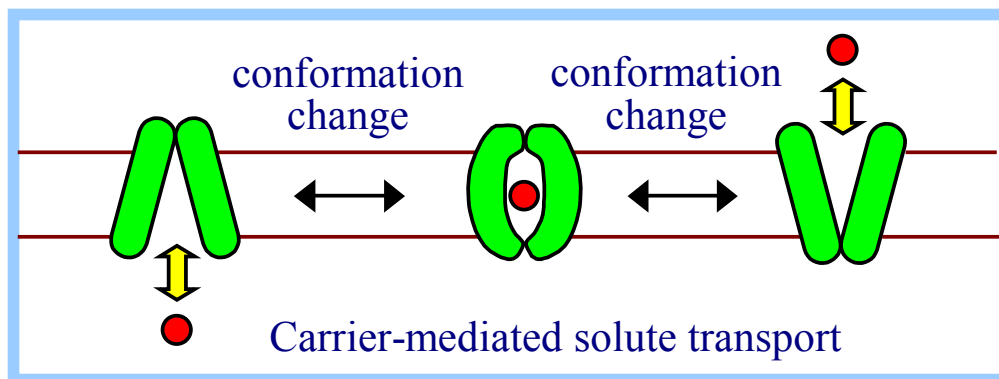 conformation
change
conformation
change
Carrier-mediated solute transport